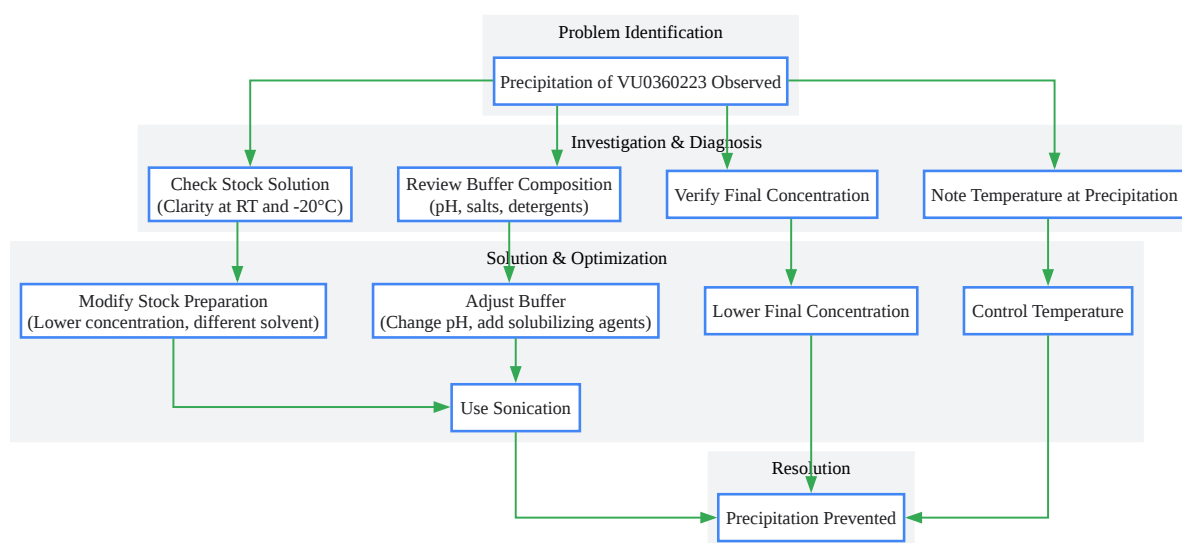 Problem Identification
Precipitation of VU0360223 Observed
Investigation & Diagnosis
Check Stock Solution
(Clarity at RT and -20°C)
Review Buffer Composition
(pH, salts, detergents)
Verify Final Concentration
Note Temperature at Precipitation
Solution & Optimization
Modify Stock Preparation
(Lower concentration, different solvent)
Adjust Buffer
(Change pH, add solubilizing agents)
Lower Final Concentration
Control Temperature
Use Sonication
Resolution
Precipitation Prevented